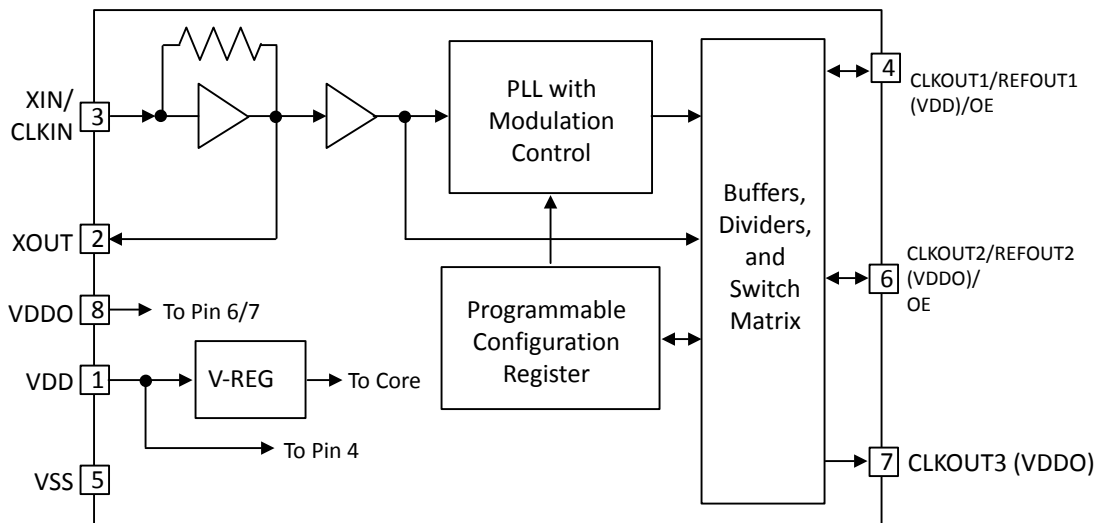 XIN/
CLKIN
3
XOUT
2
VDDO
8
To Pin 6/7
VDD
1
V-REG
To Core
To Pin 4
VSS
5
PLL with
Modulation
Control
Programmable
Configuration
Register
Buffers,
Dividers,
and
Switch
Matrix
4
CLKOUT1/REFOUT1
(VDD)/OE
6
CLKOUT2/REFOUT2
(VDDO)/
OE
7
CLKOUT3 (VDDO)